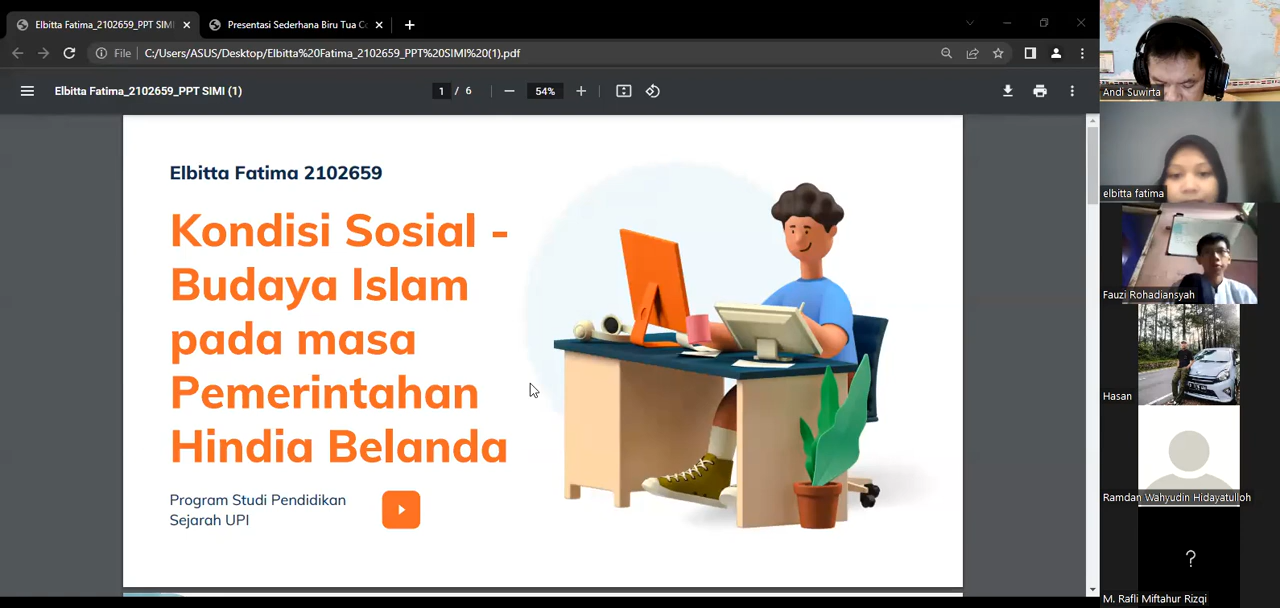 Elbitta Fatima_2102659_PPT SIMI
Presentasi Sederhana Biru Tua
File
C:/Users/ASUS/Desktop/Elbitta%20Fatima_2102659_PPT%20SIMI%20(1).pdf
Elbitta Fatima_2102659_PPT SIMI (1)
1 / 6
54%
Elbitta Fatima 2102659
Kondisi Sosial -
Budaya Islam
pada masa
Pemerintahan
Hindia Belanda
Program Studi Pendidikan
Sejarah UPI
Andi Suwirta
elbitta fatima
Fauzi Rohadiansyah
Hasan
Ramdan Wahyudin Hidayatulloh
?
M. Rafli Miftahur Rizqi